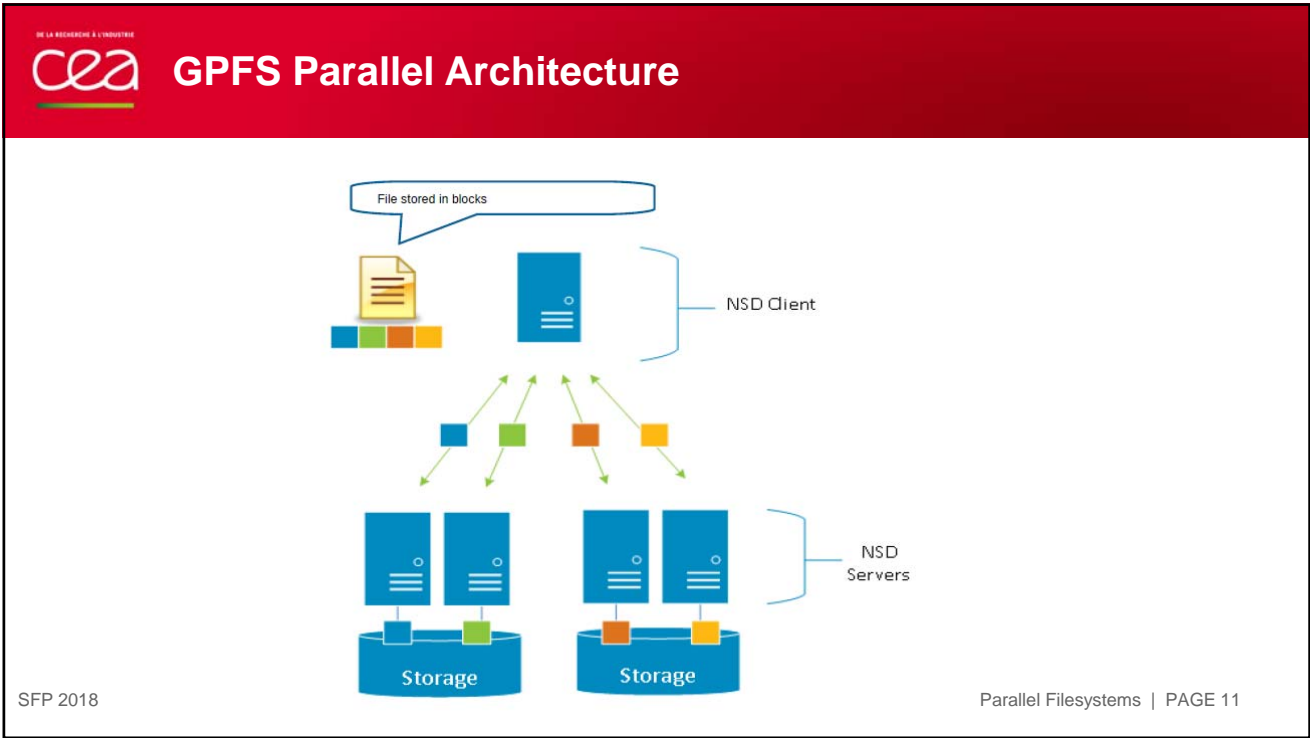 DE LA RECHERCHE À L'INDUSTRIE
cea
GPFS Parallel Architecture
File stored in blocks
NSD Client
NSD
Servers
Storage
Storage
SFP 2018
Parallel Filesystems | PAGE 11